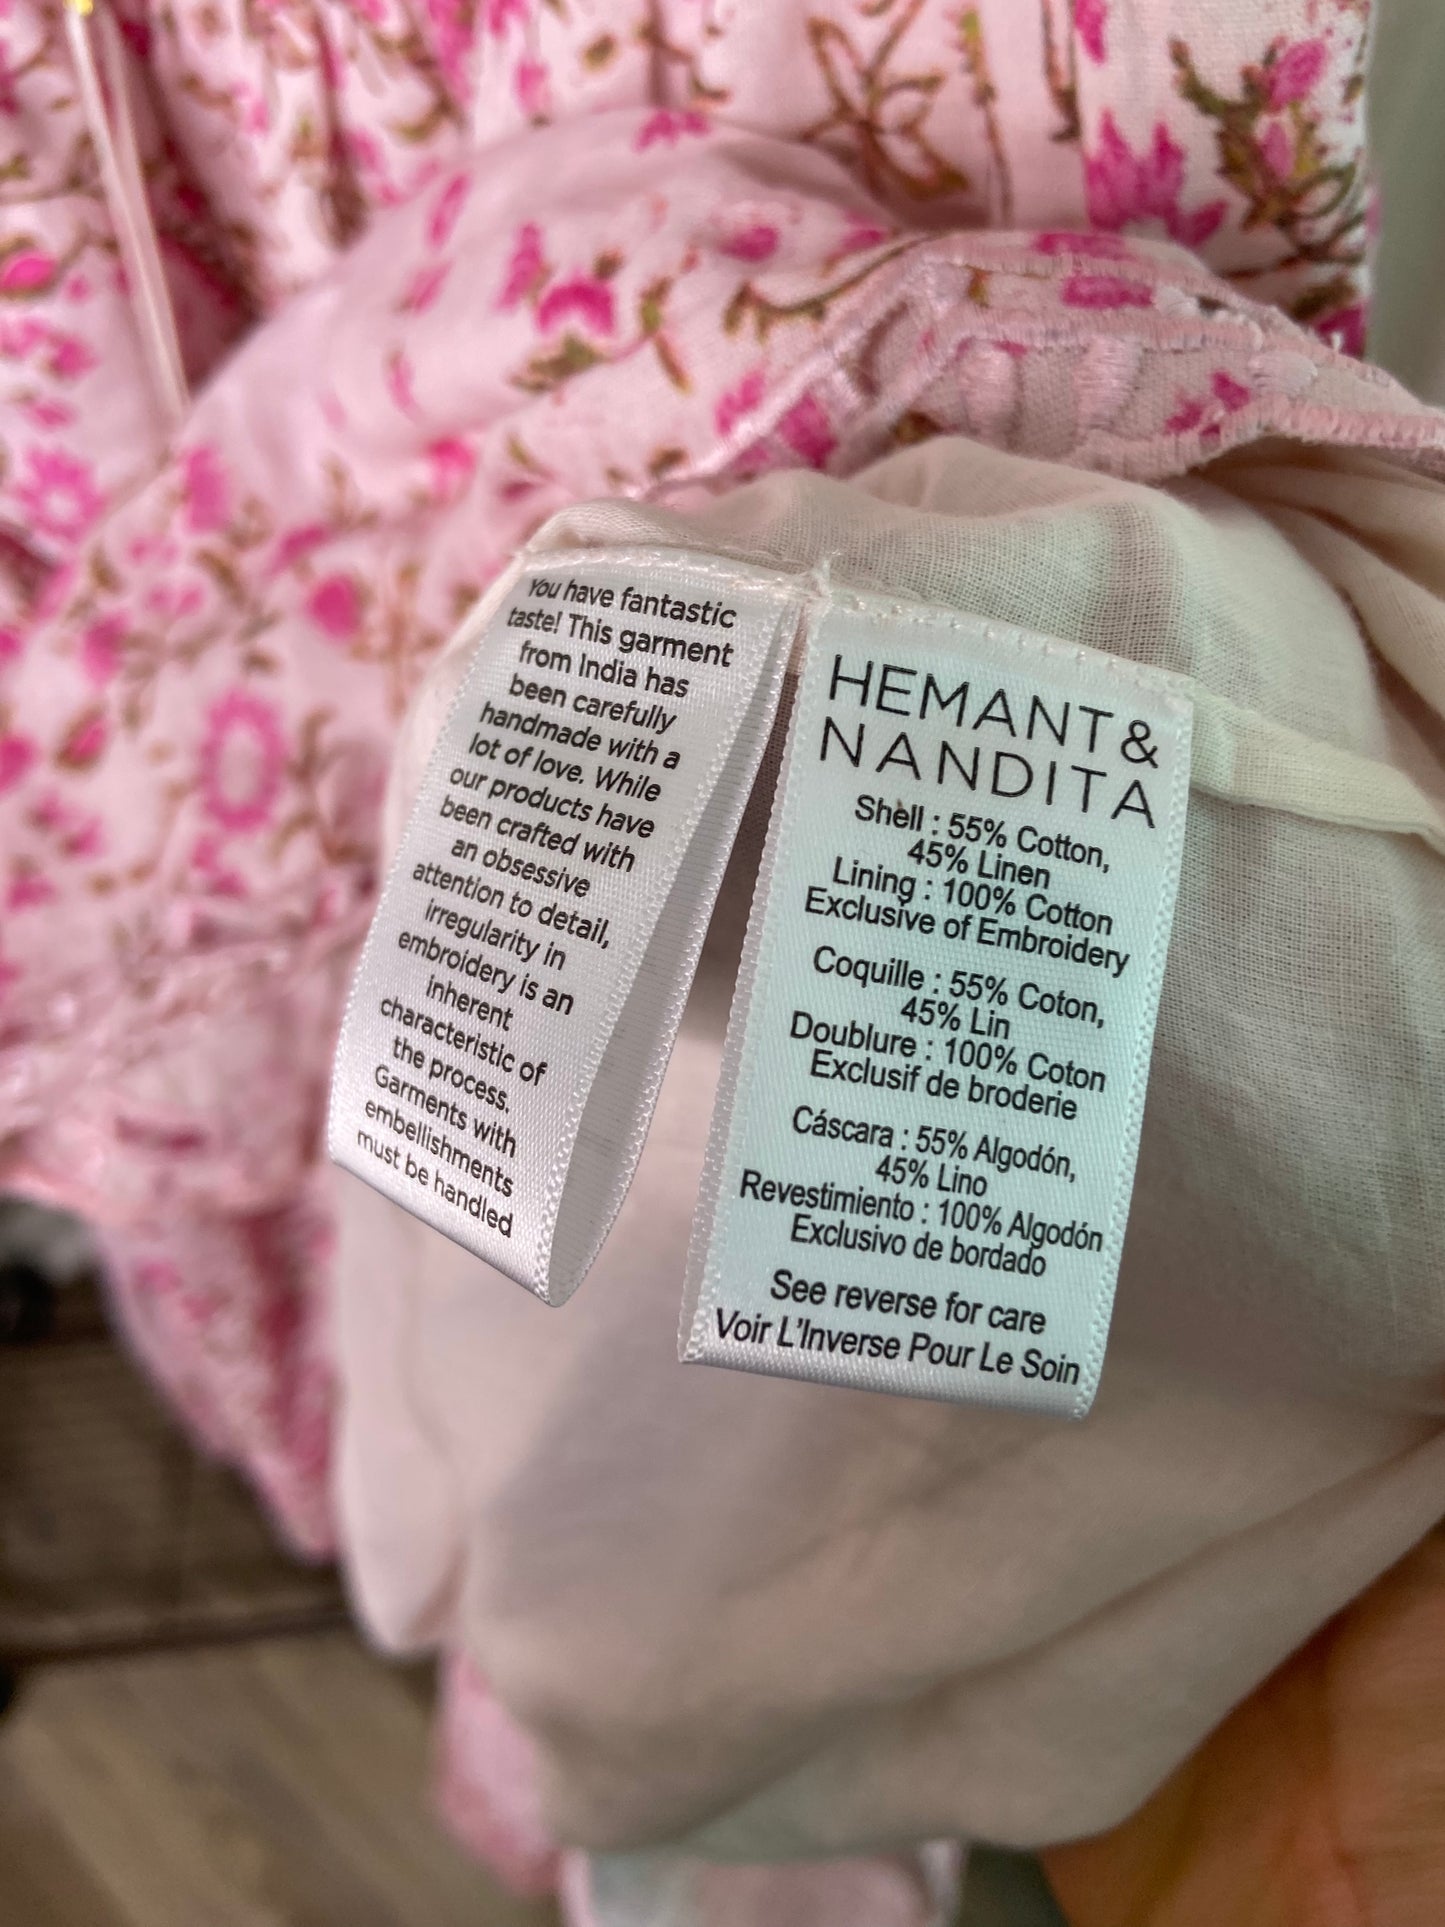 You have fantastic
taste! This garment
from India has
been carefully
handmade with a
lot of love. While
our products have
been crafted with
an obsessive
attention to detail,
irregularity in
embroidery is an
inherent
characteristic of
the process.
Garments with
embellishments
must be handled
HEMANT &
NANDITA
Shell : 55% Cotton,
45% Linen
Lining : 100% Cotton
Exclusive of Embroidery
Coquille : 55% Coton,
45% Lin
Doublure : 100% Coton
Exclusif de broderie
Cáscara : 55% Algodón,
45% Lino
Revestimiento : 100% Algodón
Exclusivo de bordado
See reverse for care
Voir L'Inverse Pour Le Soin